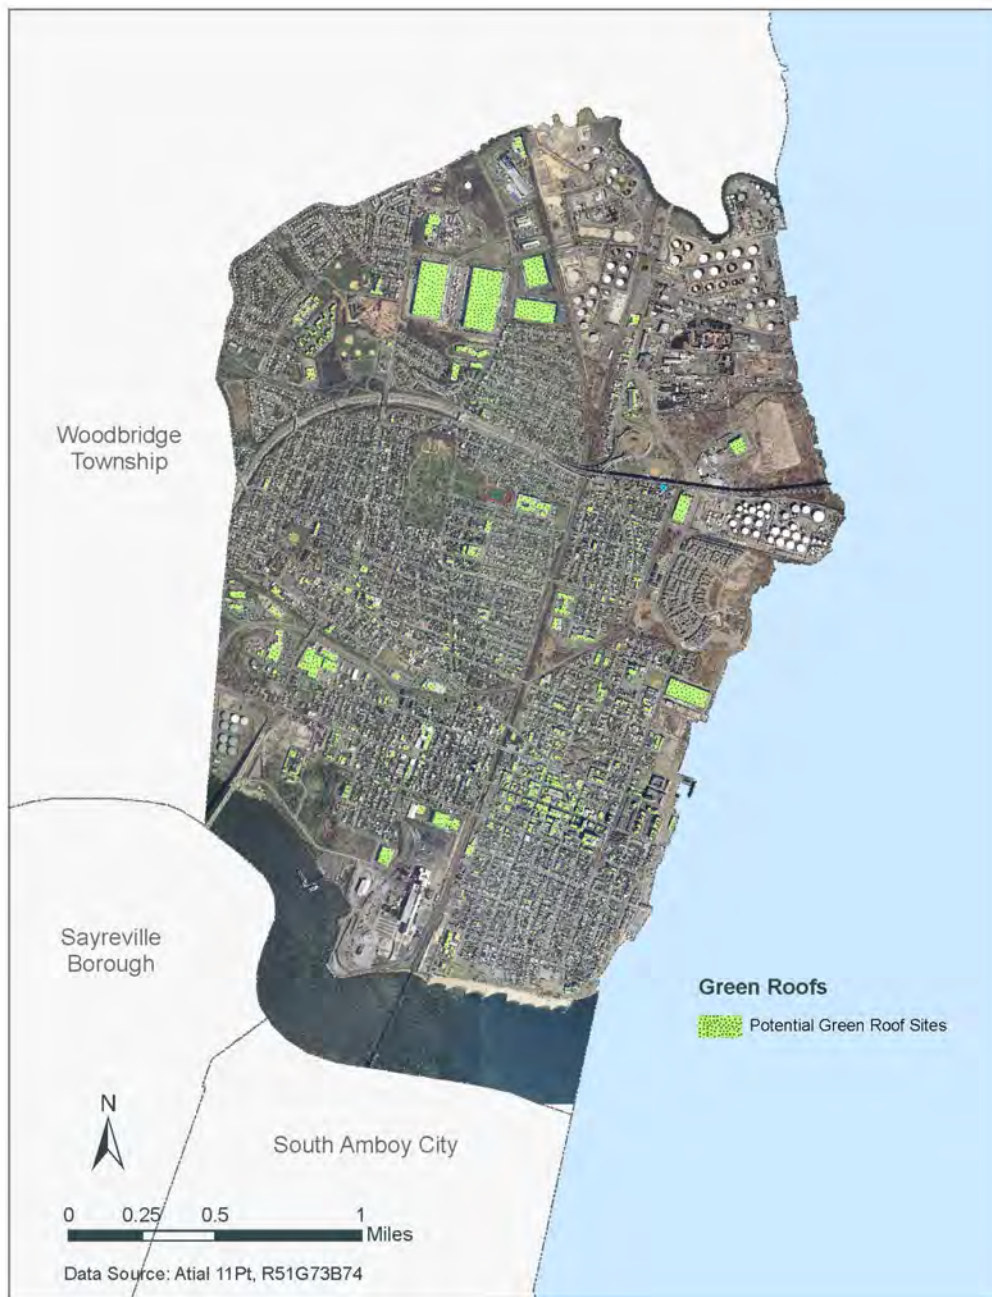 Woodbridge
Township
Sayreville
Borough
Green Roofs
Potential Green Roof Sites
N
South Amboy City
0 0.25 0.5 1
Miles
Data Source: Atial 11Pt, R51G73B74